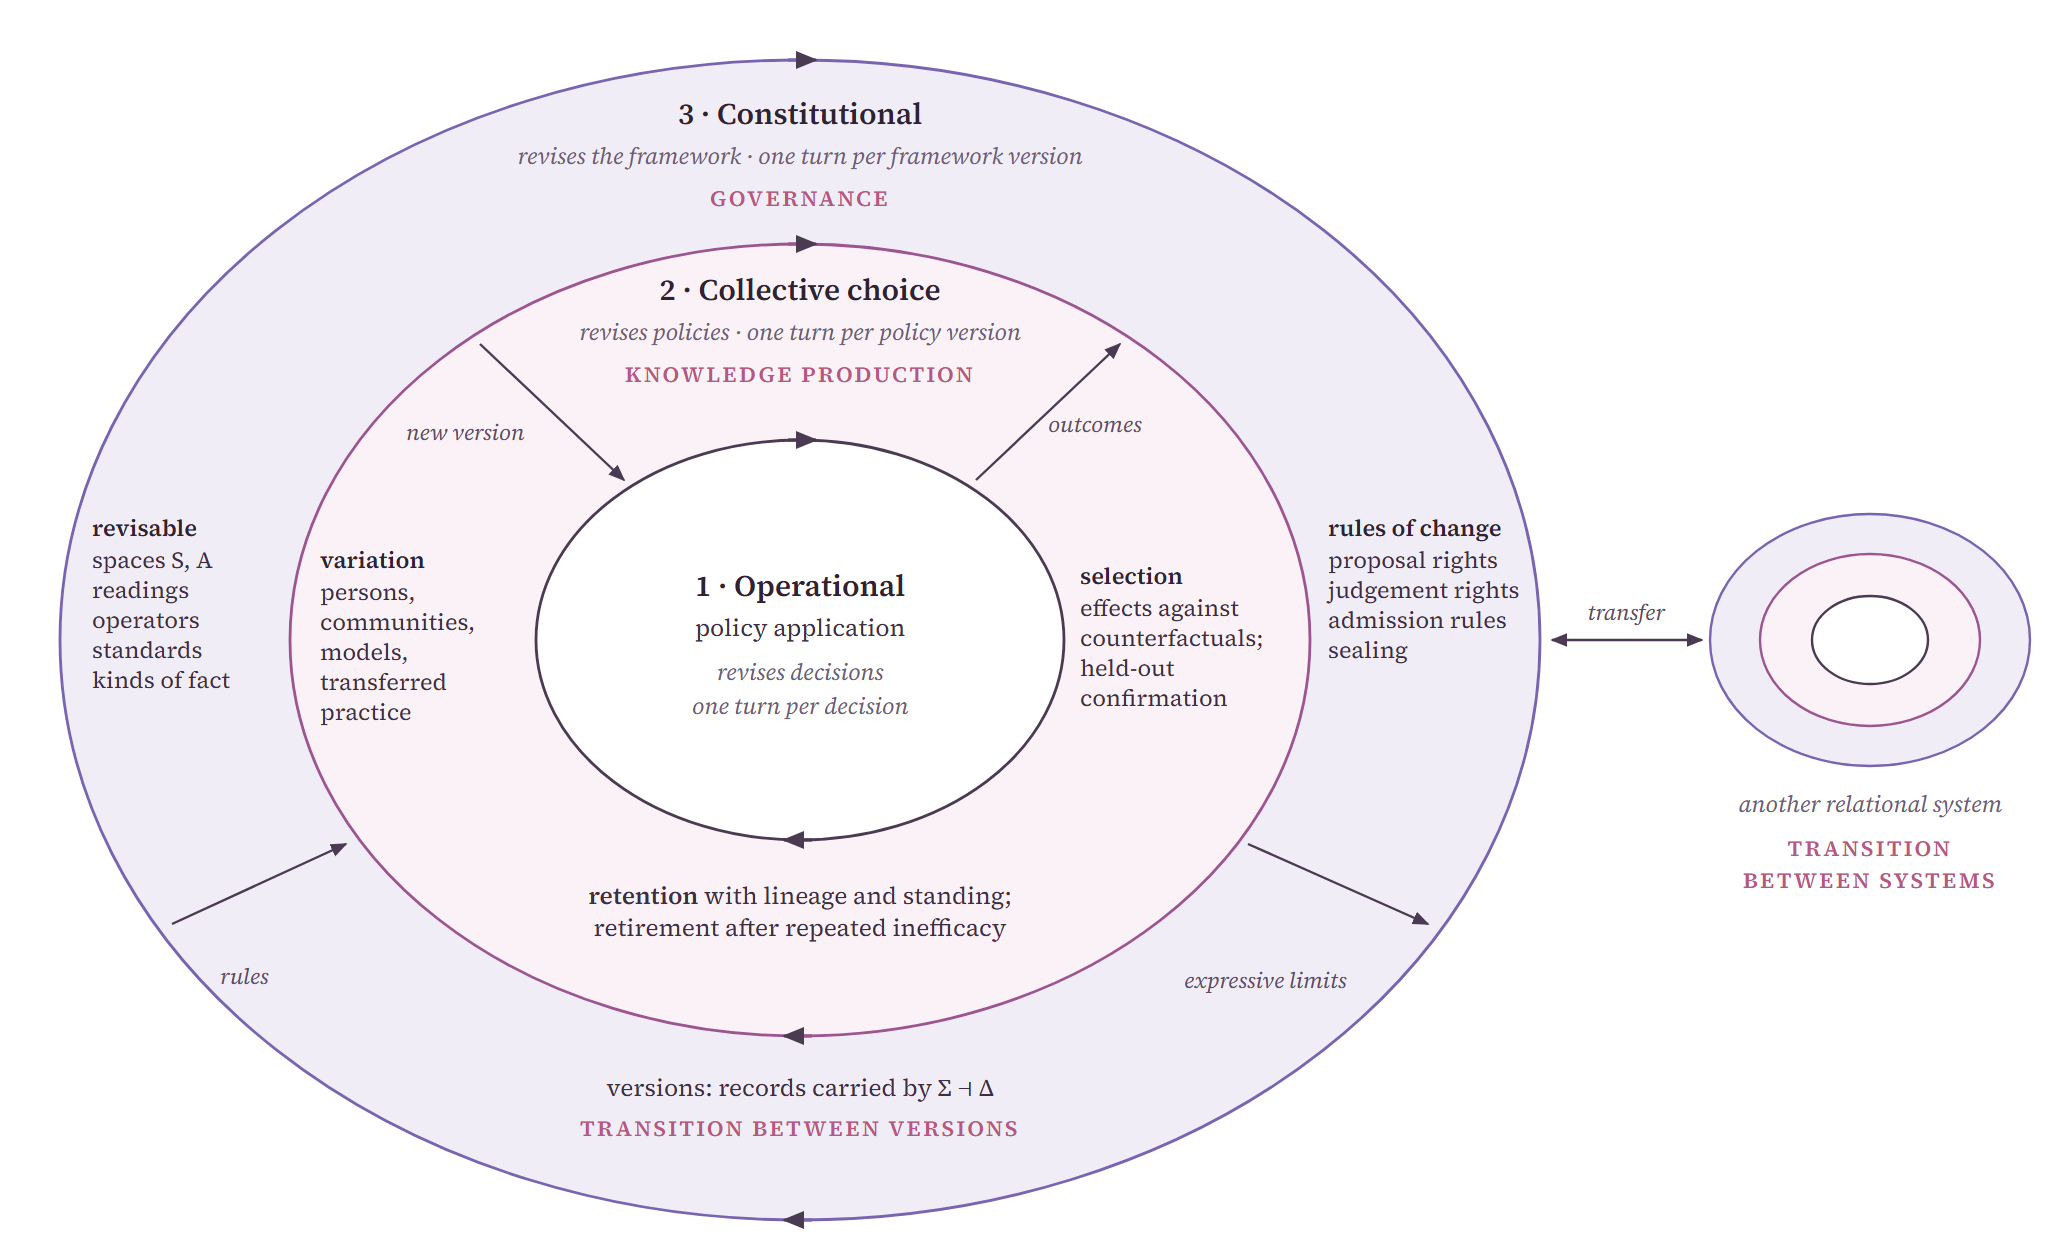 3 · Constitutional
revises the framework · one turn per framework version
GOVERNANCE
2 · Collective choice
revises policies · one turn per policy version
KNOWLEDGE PRODUCTION
new version
outcomes
revisable
spaces S, A
readings
operators
standards
kinds of fact
variation
persons,
communities,
models,
transferred
practice
1 · Operational
policy application
revises decisions
one turn per decision
selection
effects against
counterfactuals;
held-out
confirmation
rules of change
proposal rights
judgement rights
admission rules
sealing
transfer
another relational system
TRANSITION
BETWEEN SYSTEMS
retention with lineage and standing;
retirement after repeated inefficacy
rules
expressive limits
versions: records carried by Σ ⊣ Δ
TRANSITION BETWEEN VERSIONS